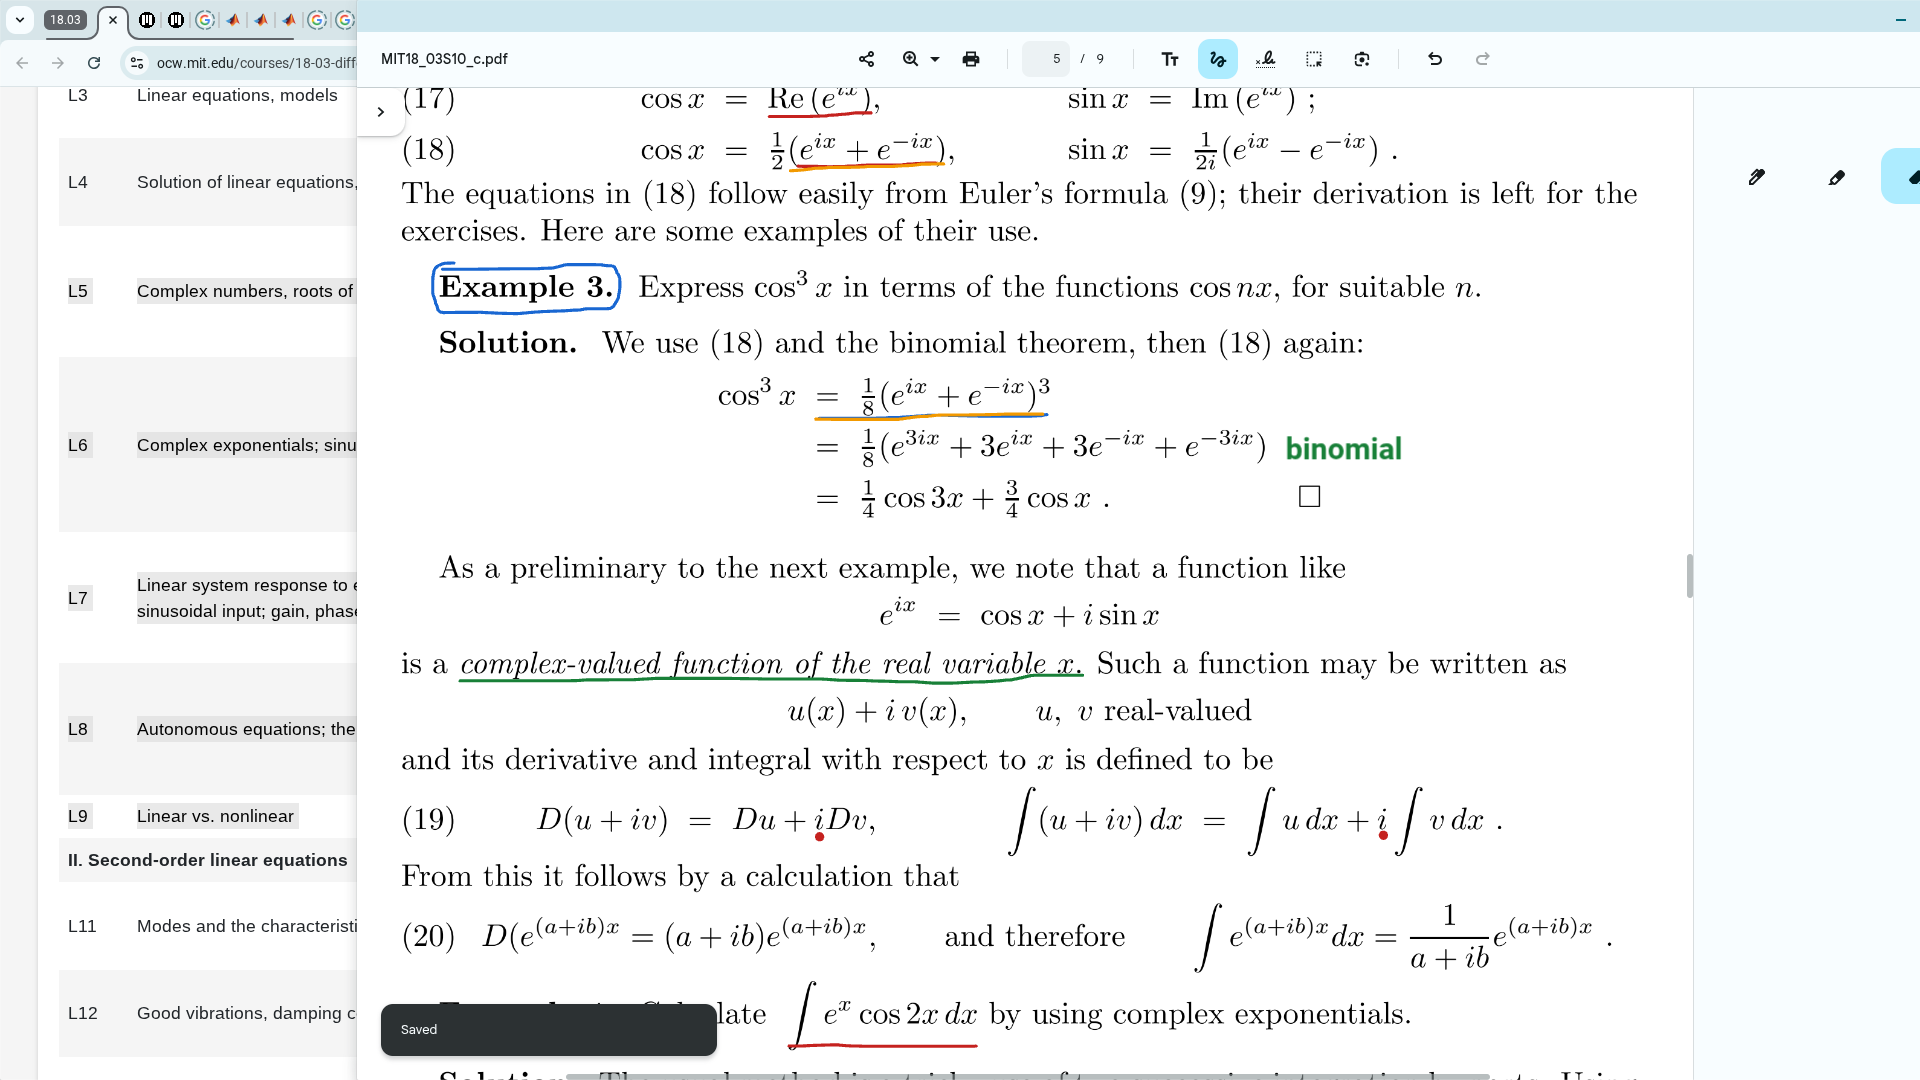 18.03
ocw.mit.edu/courses/18-03-diff
MIT18_03S10_c.pdf
5 / 9
L3 Linear equations, models
L4 Solution of linear equations,
L5 Complex numbers, roots of
L6 Complex exponentials; sinu
L7 Linear system response to e
sinusoidal input; gain, phase
L8 Autonomous equations; the
L9 Linear vs. nonlinear
II. Second-order linear equations
L11 Modes and the characteristi
L12 Good vibrations, damping c
(17) cos x = Re (e^{ix}), sin x = Im (e^{ix}) ;
(18) cos x = \frac{1}{2}(e^{ix} + e^{-ix}), sin x = \frac{1}{2i}(e^{ix} − e^{-ix}) .
The equations in (18) follow easily from Euler's formula (9); their derivation is left for the
exercises. Here are some examples of their use.
Example 3. Express cos^3 x in terms of the functions cos nx, for suitable n.
Solution. We use (18) and the binomial theorem, then (18) again:
cos^3 x = \frac{1}{8}(e^{ix} + e^{-ix})^3
= \frac{1}{8}(e^{3ix} + 3e^{ix} + 3e^{-ix} + e^{-3ix}) binomial
= \frac{1}{4} cos 3x + \frac{3}{4} cos x . □
As a preliminary to the next example, we note that a function like
e^{ix} = cos x + i sin x
is a complex-valued function of the real variable x. Such a function may be written as
u(x) + i v(x), u, v real-valued
and its derivative and integral with respect to x is defined to be
(19) D(u + iv) = Du + iDv, ∫(u + iv) dx = ∫ u dx + i ∫ v dx .
From this it follows by a calculation that
(20) D(e^{(a+ib)x} = (a + ib)e^{(a+ib)x}, and therefore ∫ e^{(a+ib)x} dx = \frac{1}{a + ib} e^{(a+ib)x} .
late ∫ e^x cos 2x dx by using complex exponentials.
Saved